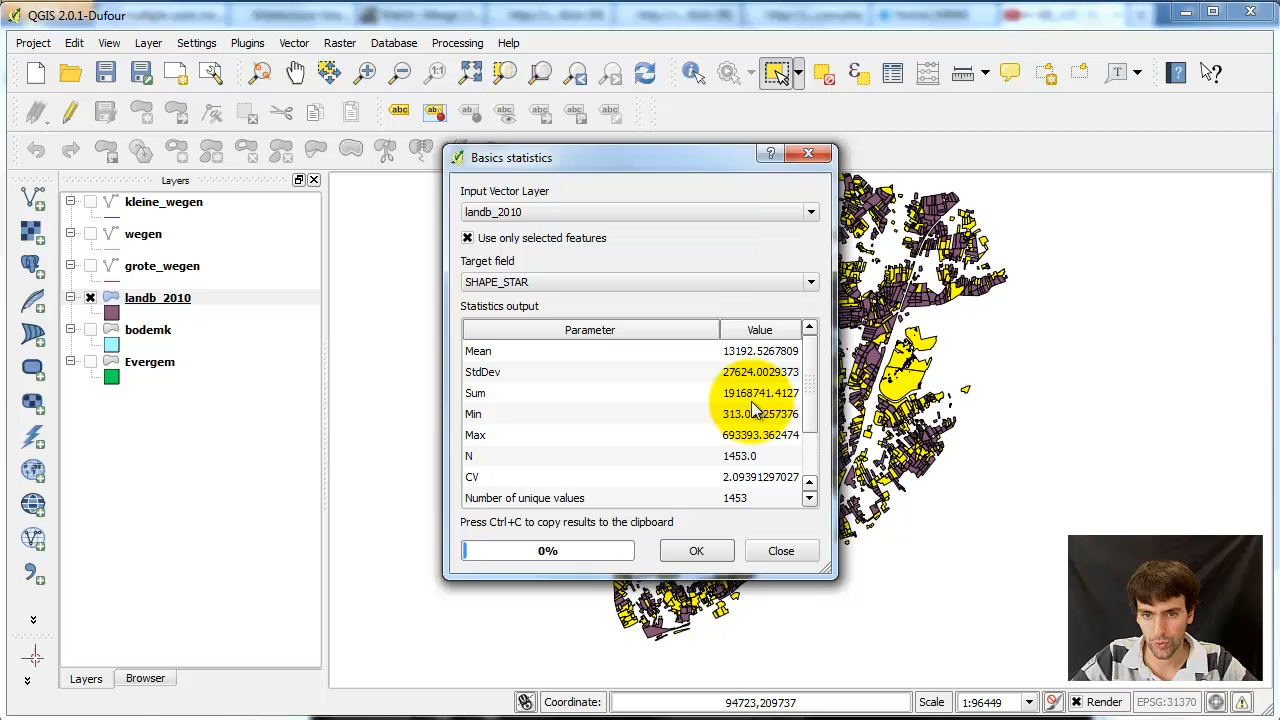 QGIS 2.0.1-Dufour
Project Edit View Layer Settings Plugins Vector Raster Database Processing Help
Layers
kleine_wegen
wegen
grote_wegen
landb_2010
bodemk
Evergem
Layers Browser
Basics statistics
Input Vector Layer
landb_2010
Use only selected features
Target field
SHAPE_STAR
Statistics output
Parameter Value
Mean 13192.5267809
StdDev 27624.0029373
Sum 19168741.4127
Min
Max 693393.362474
N 1453.0
CV 2.09391297027
Number of unique values 1453
Press Ctrl+C to copy results to the clipboard
0% OK Close
Coordinate: 94723,209737 Scale 1:96449 Render EPSG:31370